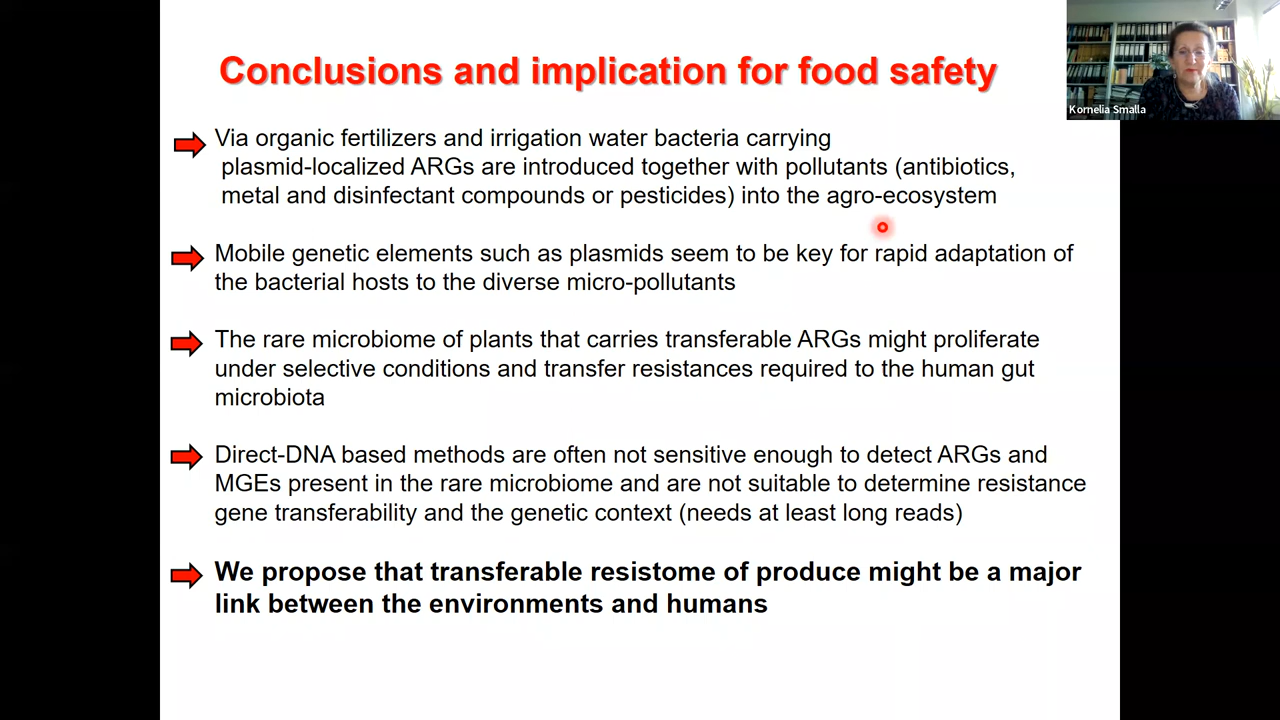 Conclusions and implication for food safety
Kornelia Smalla
Via organic fertilizers and irrigation water bacteria carrying
plasmid-localized ARGs are introduced together with pollutants (antibiotics,
metal and disinfectant compounds or pesticides) into the agro-ecosystem
Mobile genetic elements such as plasmids seem to be key for rapid adaptation of
the bacterial hosts to the diverse micro-pollutants
The rare microbiome of plants that carries transferable ARGs might proliferate
under selective conditions and transfer resistances required to the human gut
microbiota
Direct-DNA based methods are often not sensitive enough to detect ARGs and
MGEs present in the rare microbiome and are not suitable to determine resistance
gene transferability and the genetic context (needs at least long reads)
We propose that transferable resistome of produce might be a major
link between the environments and humans